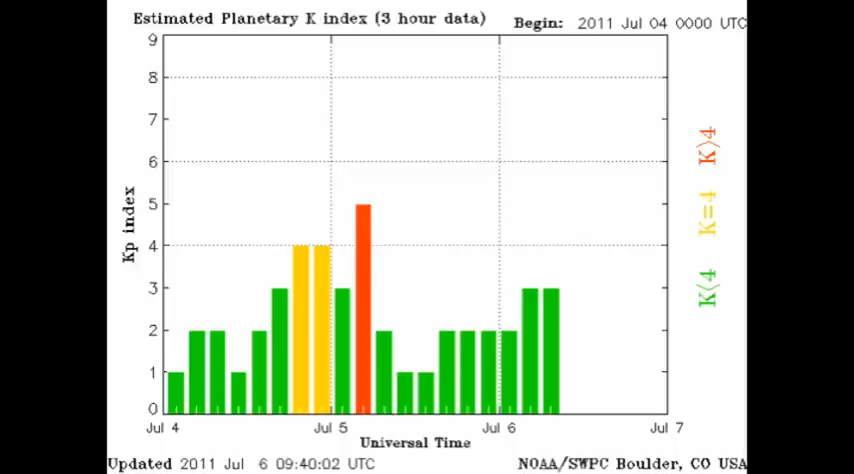 Estimated Planetary K index (3 hour data)
Begin: 2011 Jul 04 0000 UTC
9
8
7
6
5
4
3
2
1
0
Kp index
Jul 4
Jul 5
Jul 6
Jul 7
Universal Time
K>4
K=4
K<4
Updated 2011 Jul 6 09:40:02 UTC
NOAA/SWPC Boulder, CO USA